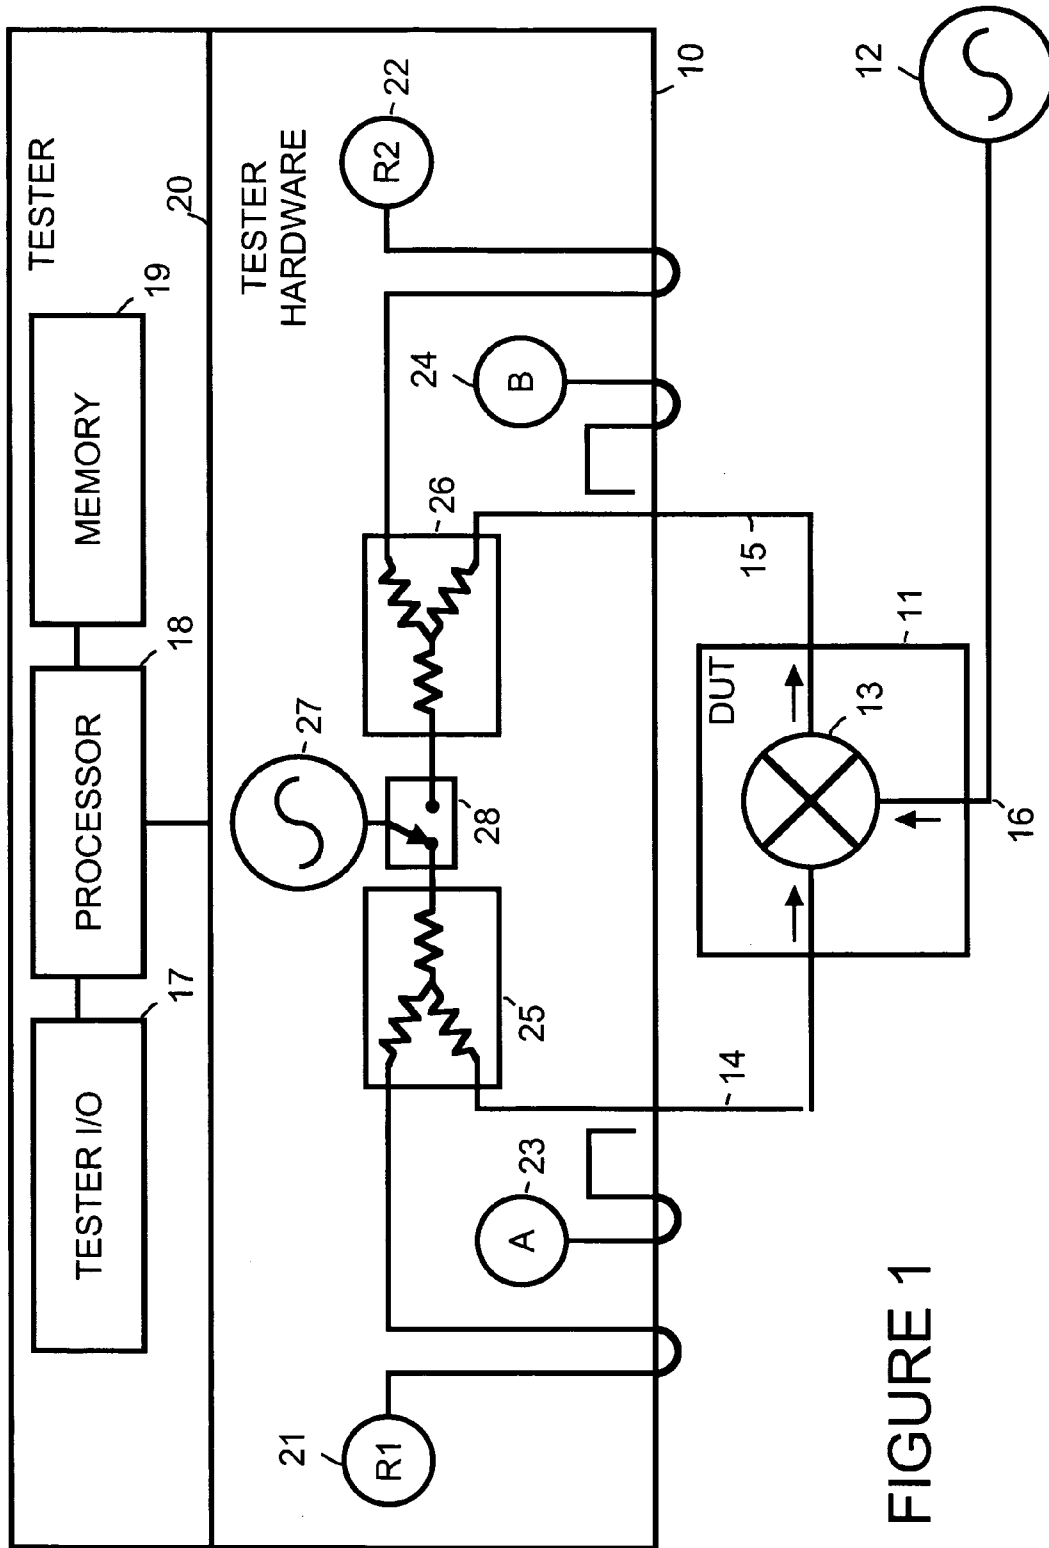 TESTER
TESTER I/O
17
PROCESSOR
18
MEMORY
19
20
TESTER
HARDWARE
27
R1
21
R2
22
25
28
26
A
23
B
24
10
14
15
DUT
11
13
16
12
FIGURE 1